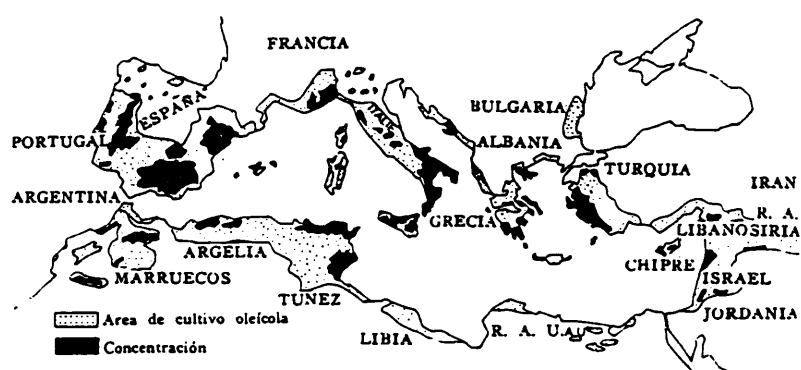 FRANCIA
ESPAÑA
ITALIA
BULGARIA
PORTUGAL
ALBANIA
TURQUIA
ARGENTINA
IRAN
GRECIA
R. A.
LIBANO SIRIA
ARGELIA
CHIPRE
MARRUECOS
ISRAEL
TUNEZ
JORDANIA
Area de cultivo oleícola
LIBIA
R. A. U.
Concentración